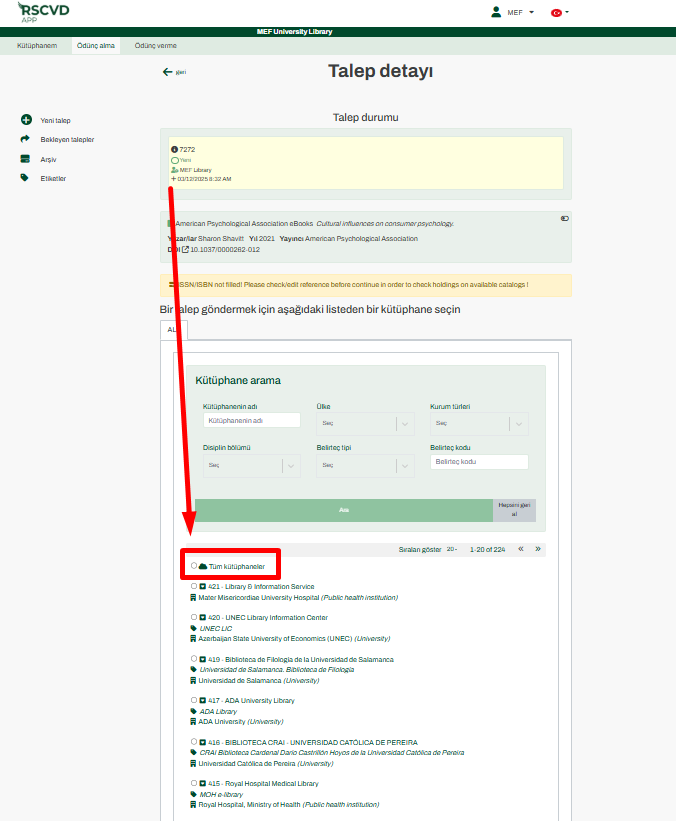 RSCVD
APP
MEF
MEF University Library
Kütüphanem Ödünç alma Ödünç verme
geri
Talep detayı
Yeni talep
Bekleyen talepler
Arşiv
Etiketler
Talep durumu
7272
Yeni
MEF Library
03/12/2025 8:32 AM
American Psychological Association eBooks Cultural influences on consumer psychology.
Yazar/lar Sharon Shavitt Yıl 2021 Yayıncı American Psychological Association
DOI 10.1037/0000262-012
ISSN/ISBN not filled! Please check/edit reference before continue in order to check holdings on available catalogs !
Bir talep göndermek için aşağıdaki listeden bir kütüphane seçin
Kütüphane arama
Kütüphanenin adı Ülke Kurum türleri
Kütüphanenin adı Seç Seç
Disiplin bölümü Belirteç tipi Belirteç kodu
Seç Seç Belirteç kodu
Ara
Hepsini geri
al
Sıraları göster 20 1-20 of 224 « »
Tüm kütüphaneler
421 - Library & Information Service
Mater Misericordiae University Hospital (Public health institution)
420 - UNEC Library Information Center
UNEC LIC
Azerbaijan State University of Economics (UNEC) (University)
419 - Biblioteca de Filología de la Universidad de Salamanca
Universidad de Salamanca. Biblioteca de Filología
Universidad de Salamanca (University)
417 - ADA University Library
ADA Library
ADA University (University)
416 - BIBLIOTECA CRAI - UNIVERSIDAD CATÓLICA DE PEREIRA
CRAI Biblioteca Cardenal Darío Castrillón Hoyos de la Universidad Católica de Pereira
Universidad Católica de Pereira (University)
415 - Royal Hospital Medical Library
MOH e-library
Royal Hospital, Ministry of Health (Public health institution)